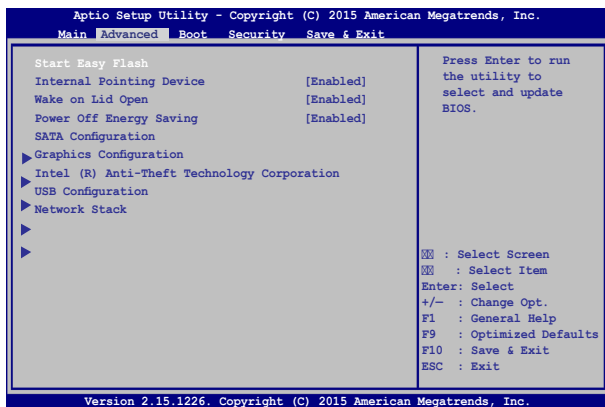 Aptio Setup Utility - Copyright (C) 2015 American Megatrends, Inc.
Main Advanced Boot Security Save & Exit
Start Easy Flash
Internal Pointing Device [Enabled]
Wake on Lid Open [Enabled]
Power Off Energy Saving [Enabled]
SATA Configuration
Graphics Configuration
Intel (R) Anti-Theft Technology Corporation
USB Configuration
Network Stack
Press Enter to run
the utility to
select and update
BIOS.
: Select Screen
: Select Item
Enter: Select
+/— : Change Opt.
F1 : General Help
F9 : Optimized Defaults
F10 : Save & Exit
ESC : Exit
Version 2.15.1226. Copyright (C) 2015 American Megatrends, Inc.